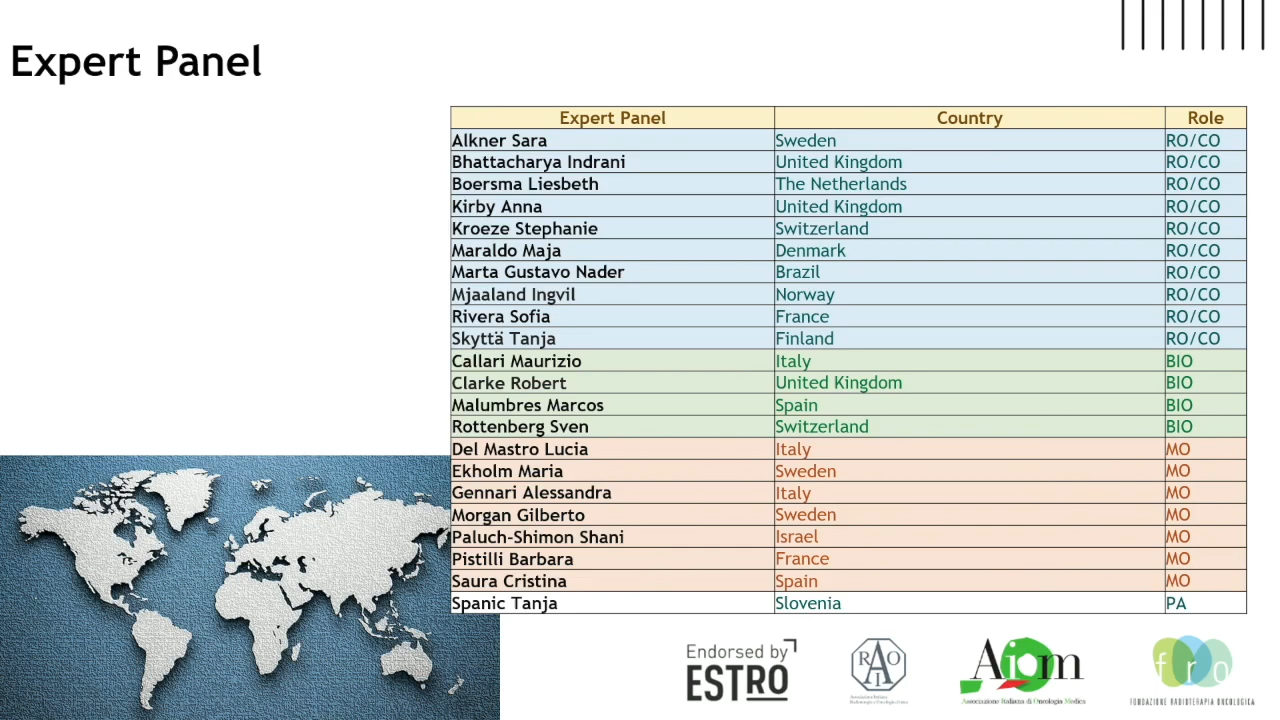 Expert Panel
Expert Panel Country Role
Alkner Sara Sweden RO/CO
Bhattacharya Indrani United Kingdom RO/CO
Boersma Liesbeth The Netherlands RO/CO
Kirby Anna United Kingdom RO/CO
Kroeze Stephanie Switzerland RO/CO
Maraldo Maja Denmark RO/CO
Marta Gustavo Nader Brazil RO/CO
Mjaaland Ingvil Norway RO/CO
Rivera Sofia France RO/CO
Skyttä Tanja Finland RO/CO
Callari Maurizio Italy BIO
Clarke Robert United Kingdom BIO
Malumbres Marcos Spain BIO
Rottenberg Sven Switzerland BIO
Del Mastro Lucia Italy MO
Ekholm Maria Sweden MO
Gennari Alessandra Italy MO
Morgan Gilberto Sweden MO
Paluch-Shimon Shani Israel MO
Pistilli Barbara France MO
Saura Cristina Spain MO
Spanic Tanja Slovenia PA
Endorsed by
ESTRO
RAO
I
Aiom
Associazione Italiana di Oncologia Medica
fro
FONDAZIONE RADIOTERAPIA ONCOLOGICA